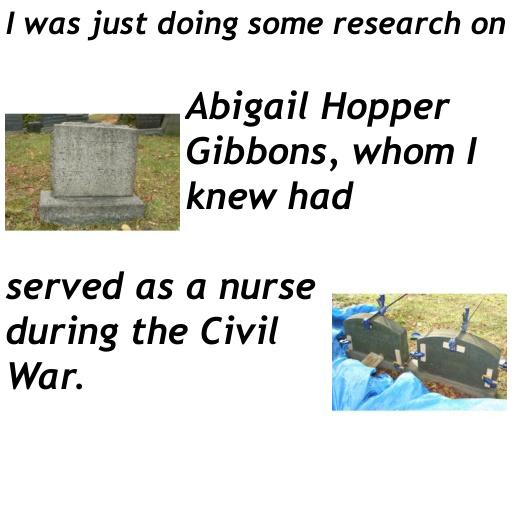 I was just doing some research on
Abigail Hopper
Gibbons, whom I
knew had
served as a nurse
during the Civil
War.